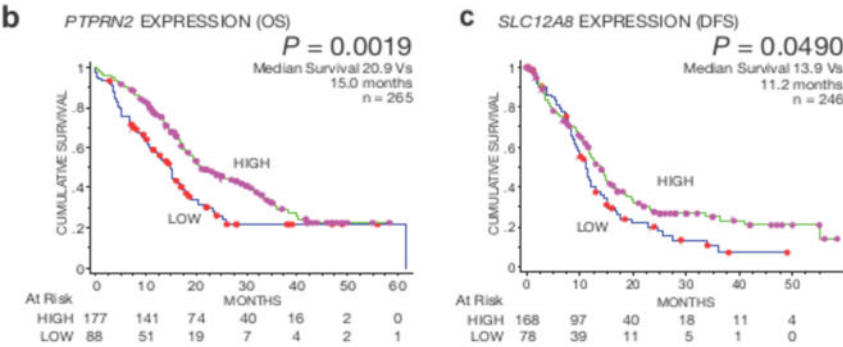 b PTPRN2 EXPRESSION (OS)
P = 0.0019
Median Survival 20.9 Vs
15.0 months
n = 265
CUMULATIVE SURVIVAL
1
.8
.6
.4
.2
0
HIGH
LOW
0 10 20 30 40 50 60
MONTHS
At Risk
HIGH 177 141 74 40 16 2 0
LOW 88 51 19 7 4 2 1
c SLC12A8 EXPRESSION (DFS)
P = 0.0490
Median Survival 13.9 Vs
11.2 months
n = 246
CUMULATIVE SURVIVAL
1
.8
.6
.4
.2
0
HIGH
LOW
0 10 20 30 40 50
MONTHS
At Risk
HIGH 168 97 40 18 11 4
LOW 78 39 11 5 1 0